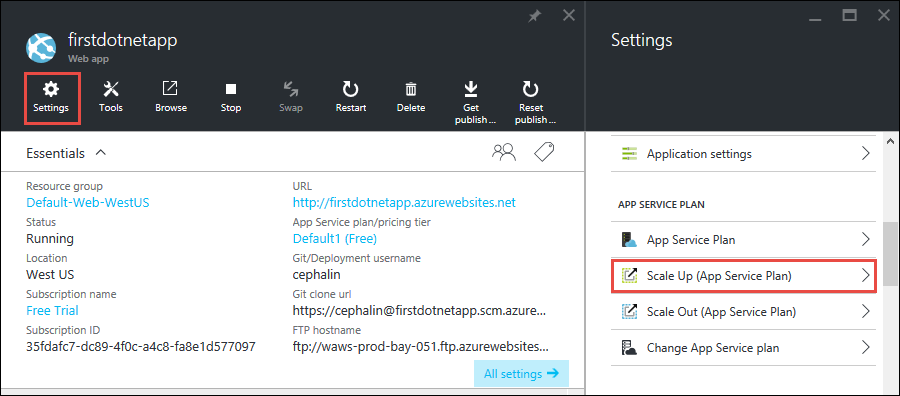 firstdotnetapp
Web app
Settings
Tools
Browse
Stop
Swap
Restart
Delete
Get
publish ...
Reset
publish ...
Essentials
Resource group
Default-Web-WestUS
Status
Running
Location
West US
Subscription name
Free Trial
Subscription ID
35fdafc7-dc89-4f0c-a4c8-fa8e1d577097
URL
http://firstdotnetapp.azurewebsites.net
App Service plan/pricing tier
Default1 (Free)
Git/Deployment username
cephalin
Git clone url
https://cephalin@firstdotnetapp.scm.azure...
FTP hostname
ftp://waws-prod-bay-051.ftp.azurewebsites...
All settings
Settings
Application settings
APP SERVICE PLAN
App Service Plan
Scale Up (App Service Plan)
Scale Out (App Service Plan)
Change App Service plan